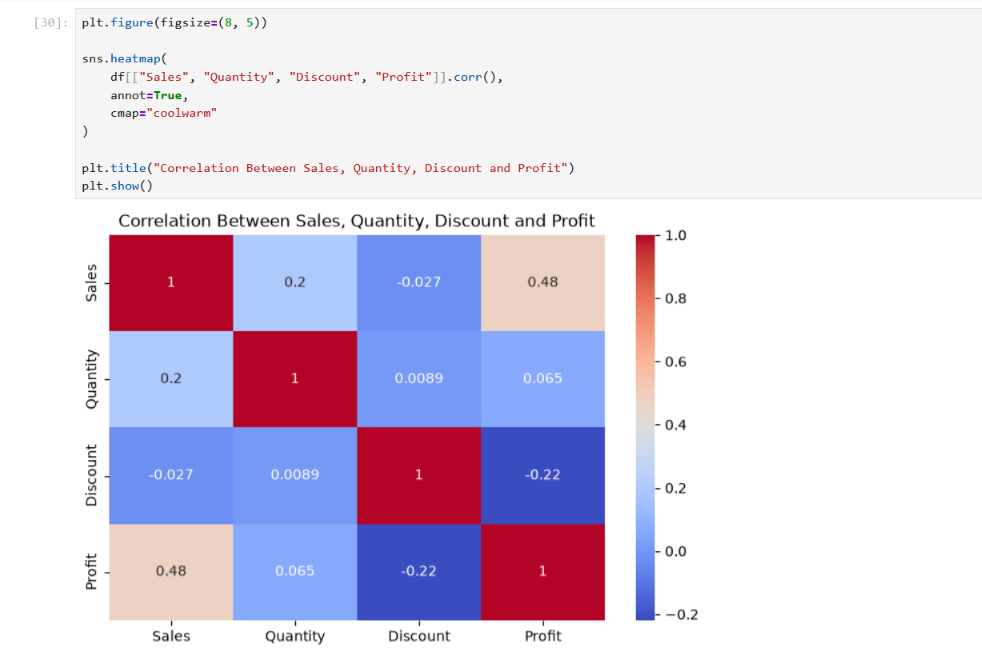 [30]: plt.figure(figsize=(8, 5))
sns.heatmap(
    df[["Sales", "Quantity", "Discount", "Profit"]].corr(),
    annot=True,
    cmap="coolwarm"
)
plt.title("Correlation Between Sales, Quantity, Discount and Profit")
plt.show()
Correlation Between Sales, Quantity, Discount and Profit
Sales 1 0.2 -0.027 0.48
Quantity 0.2 1 0.0089 0.065
Discount -0.027 0.0089 1 -0.22
Profit 0.48 0.065 -0.22 1
Sales Quantity Discount Profit
1.0
0.8
0.6
0.4
0.2
0.0
−0.2